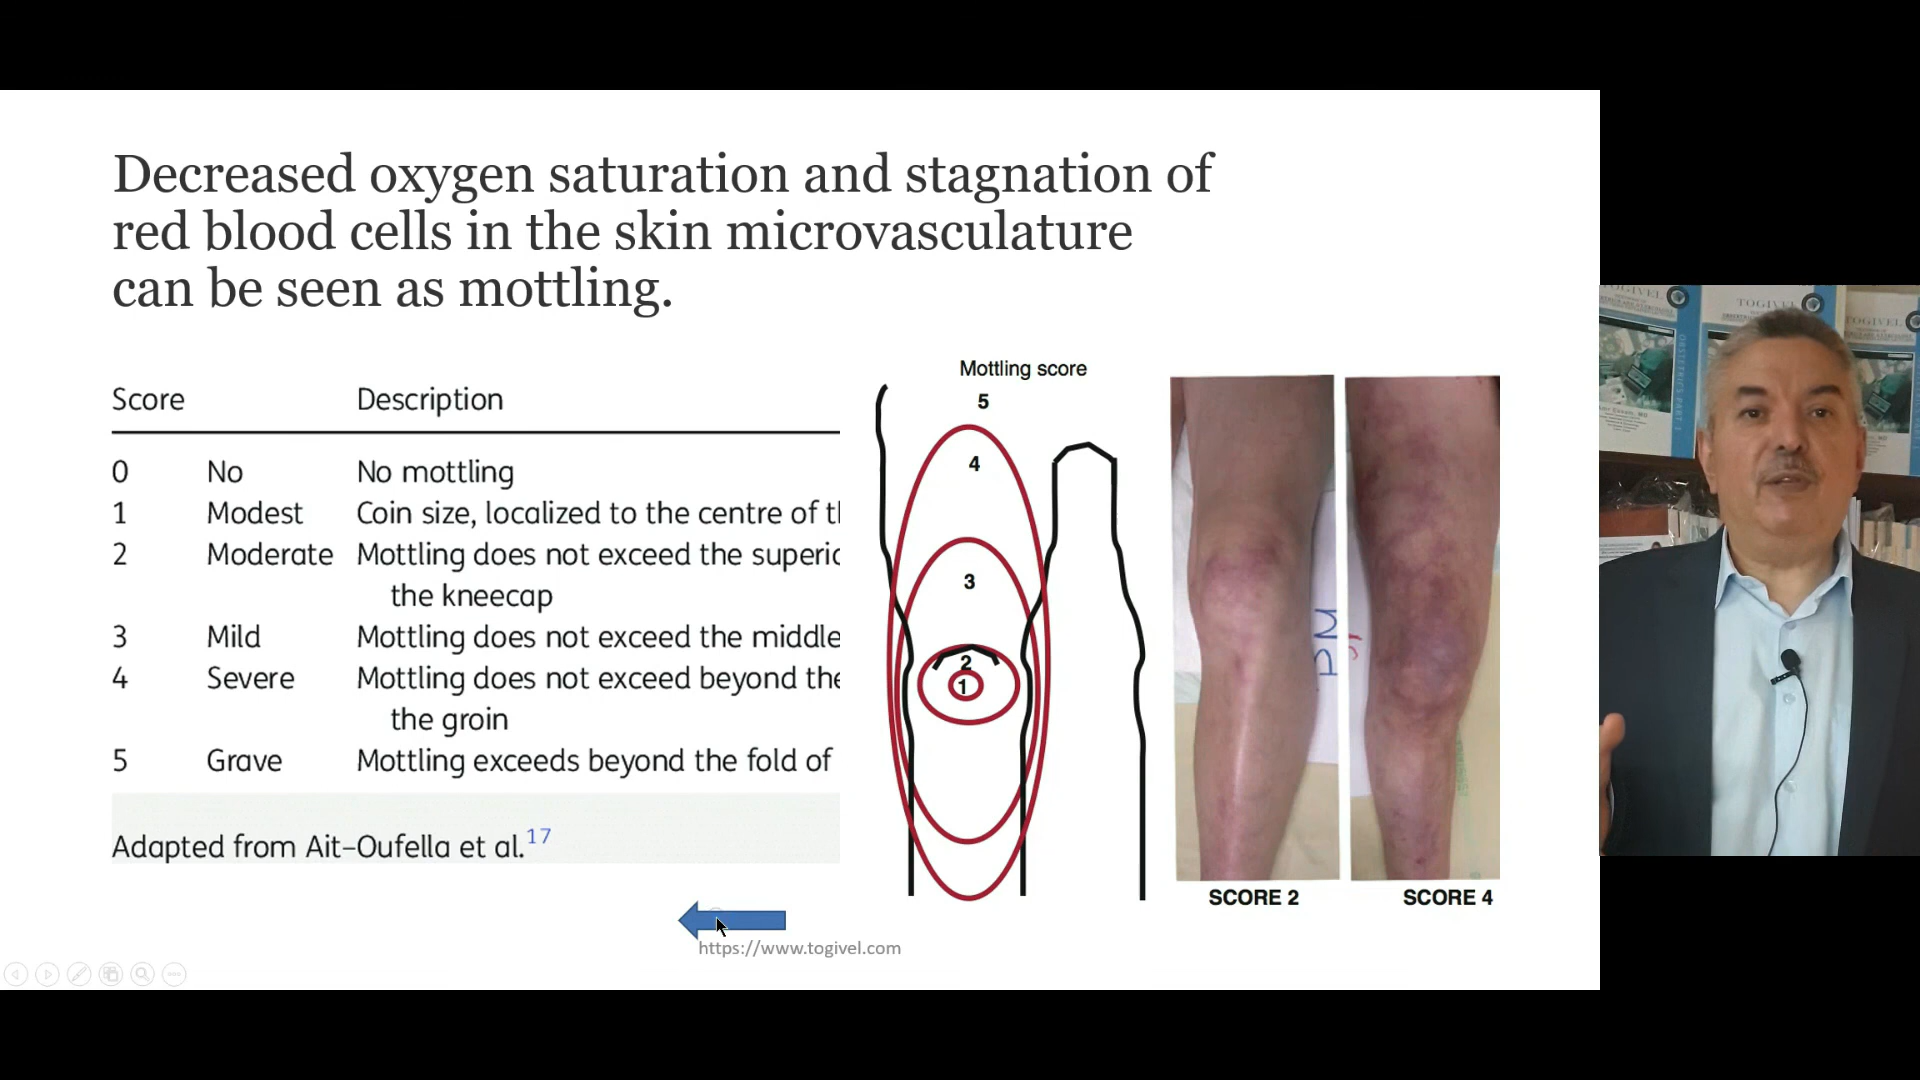 Decreased oxygen saturation and stagnation of
red blood cells in the skin microvasculature
can be seen as mottling.
Score Description
0 No No mottling
1 Modest Coin size, localized to the centre of
2 Moderate Mottling does not exceed the
the kneecap
3 Mild Mottling does not exceed the middle
4 Severe Mottling does not exceed beyond the
the groin
5 Grave Mottling exceeds beyond the fold of
Adapted from Ait-Oufella et al.17
Mottling score
5
4
3
2
1
PM
SCORE 2
SCORE 4
https://www.togivel.com
TOGIVEL
TOGIVEL
TOGIVEL